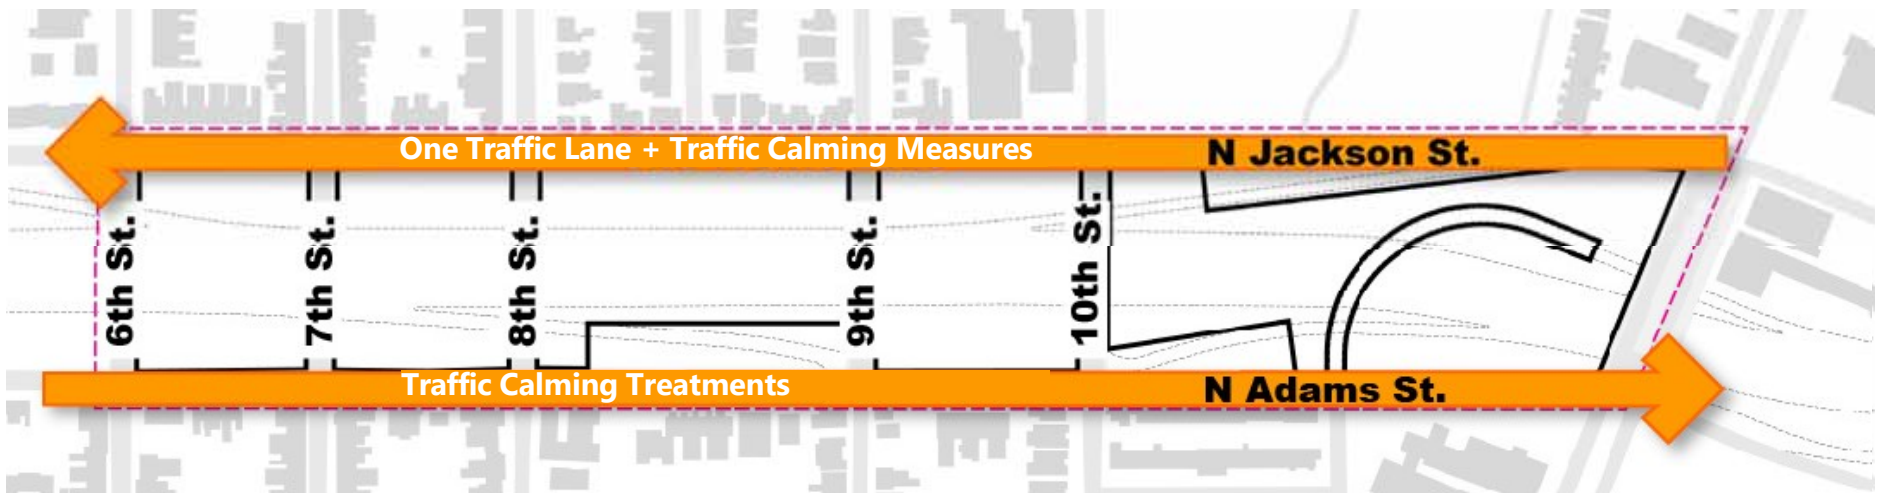 One Traffic Lane + Traffic Calming Measures
N Jackson St.
6th St.
7th St.
8th St.
9th St.
10th St.
Traffic Calming Treatments
N Adams St.